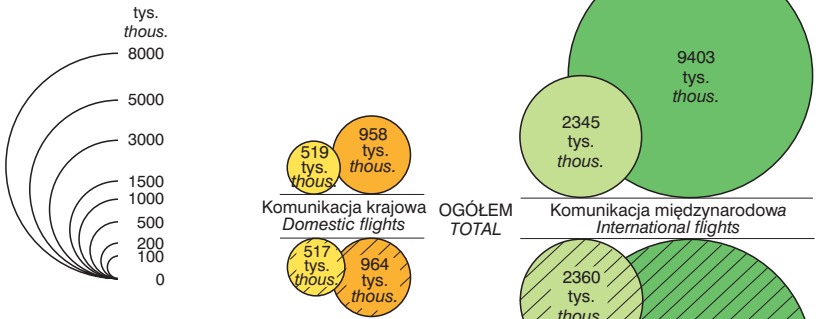 tys.
thous.
8000
5000
3000
1500
1000
500
200
100
0
519
tys.
thous.
958
tys.
thous.
2345
tys.
thous.
9403
tys.
thous.
Komunikacja krajowa
Domestic flights
OGÓŁEM
TOTAL
Komunikacja międzynarodowa
International flights
517
tys.
thous.
964
tys.
thous.
2360
tys.
thous.